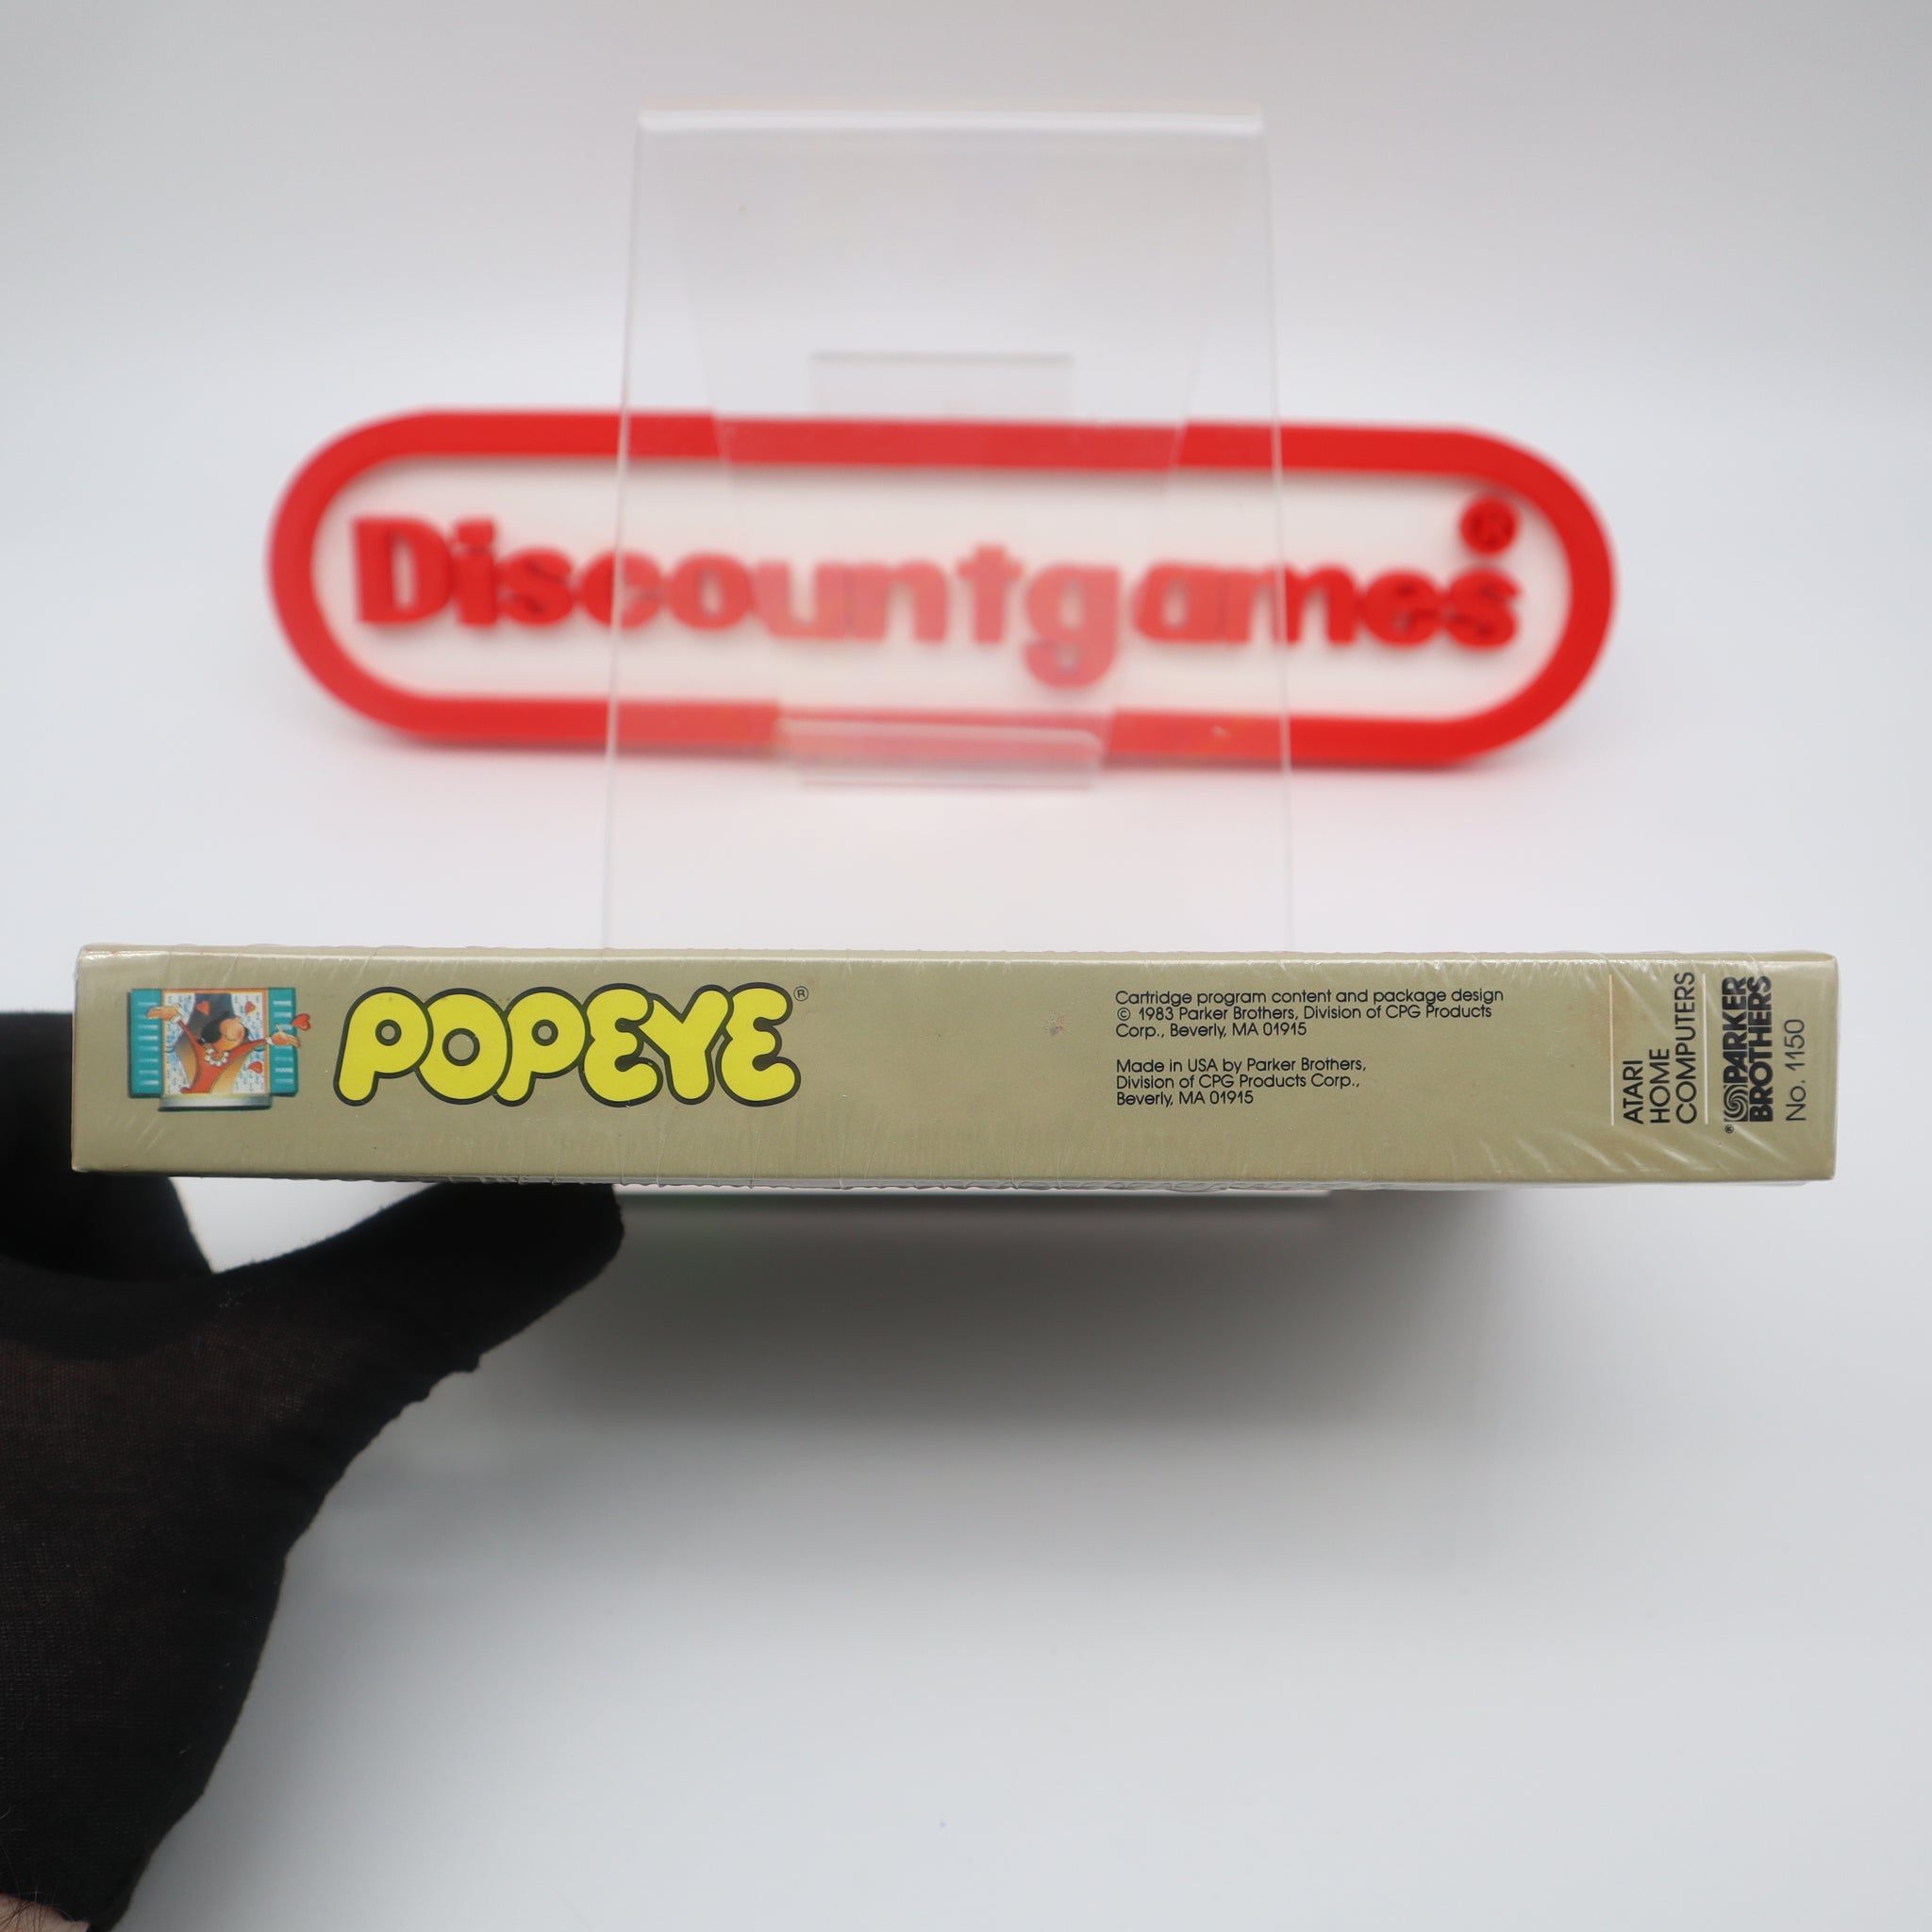 Discountgames®
POPEYE®
Cartridge program content and package design
© 1983 Parker Brothers, Division of CPG Products
Corp., Beverly, MA 01915
Made in USA by Parker Brothers,
Division of CPG Products Corp.,
Beverly, MA 01915
ATARI
HOME
COMPUTERS
PARKER
BROTHERS®
No. 1150